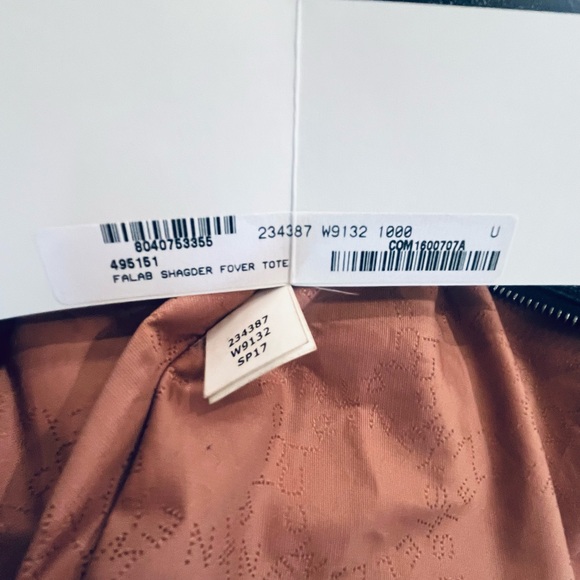 8040753355
495151
FALAB SHAGDER FOVER TOTE
234387 W9132 1000 U
COM1600707A
234387
W9132
SP17